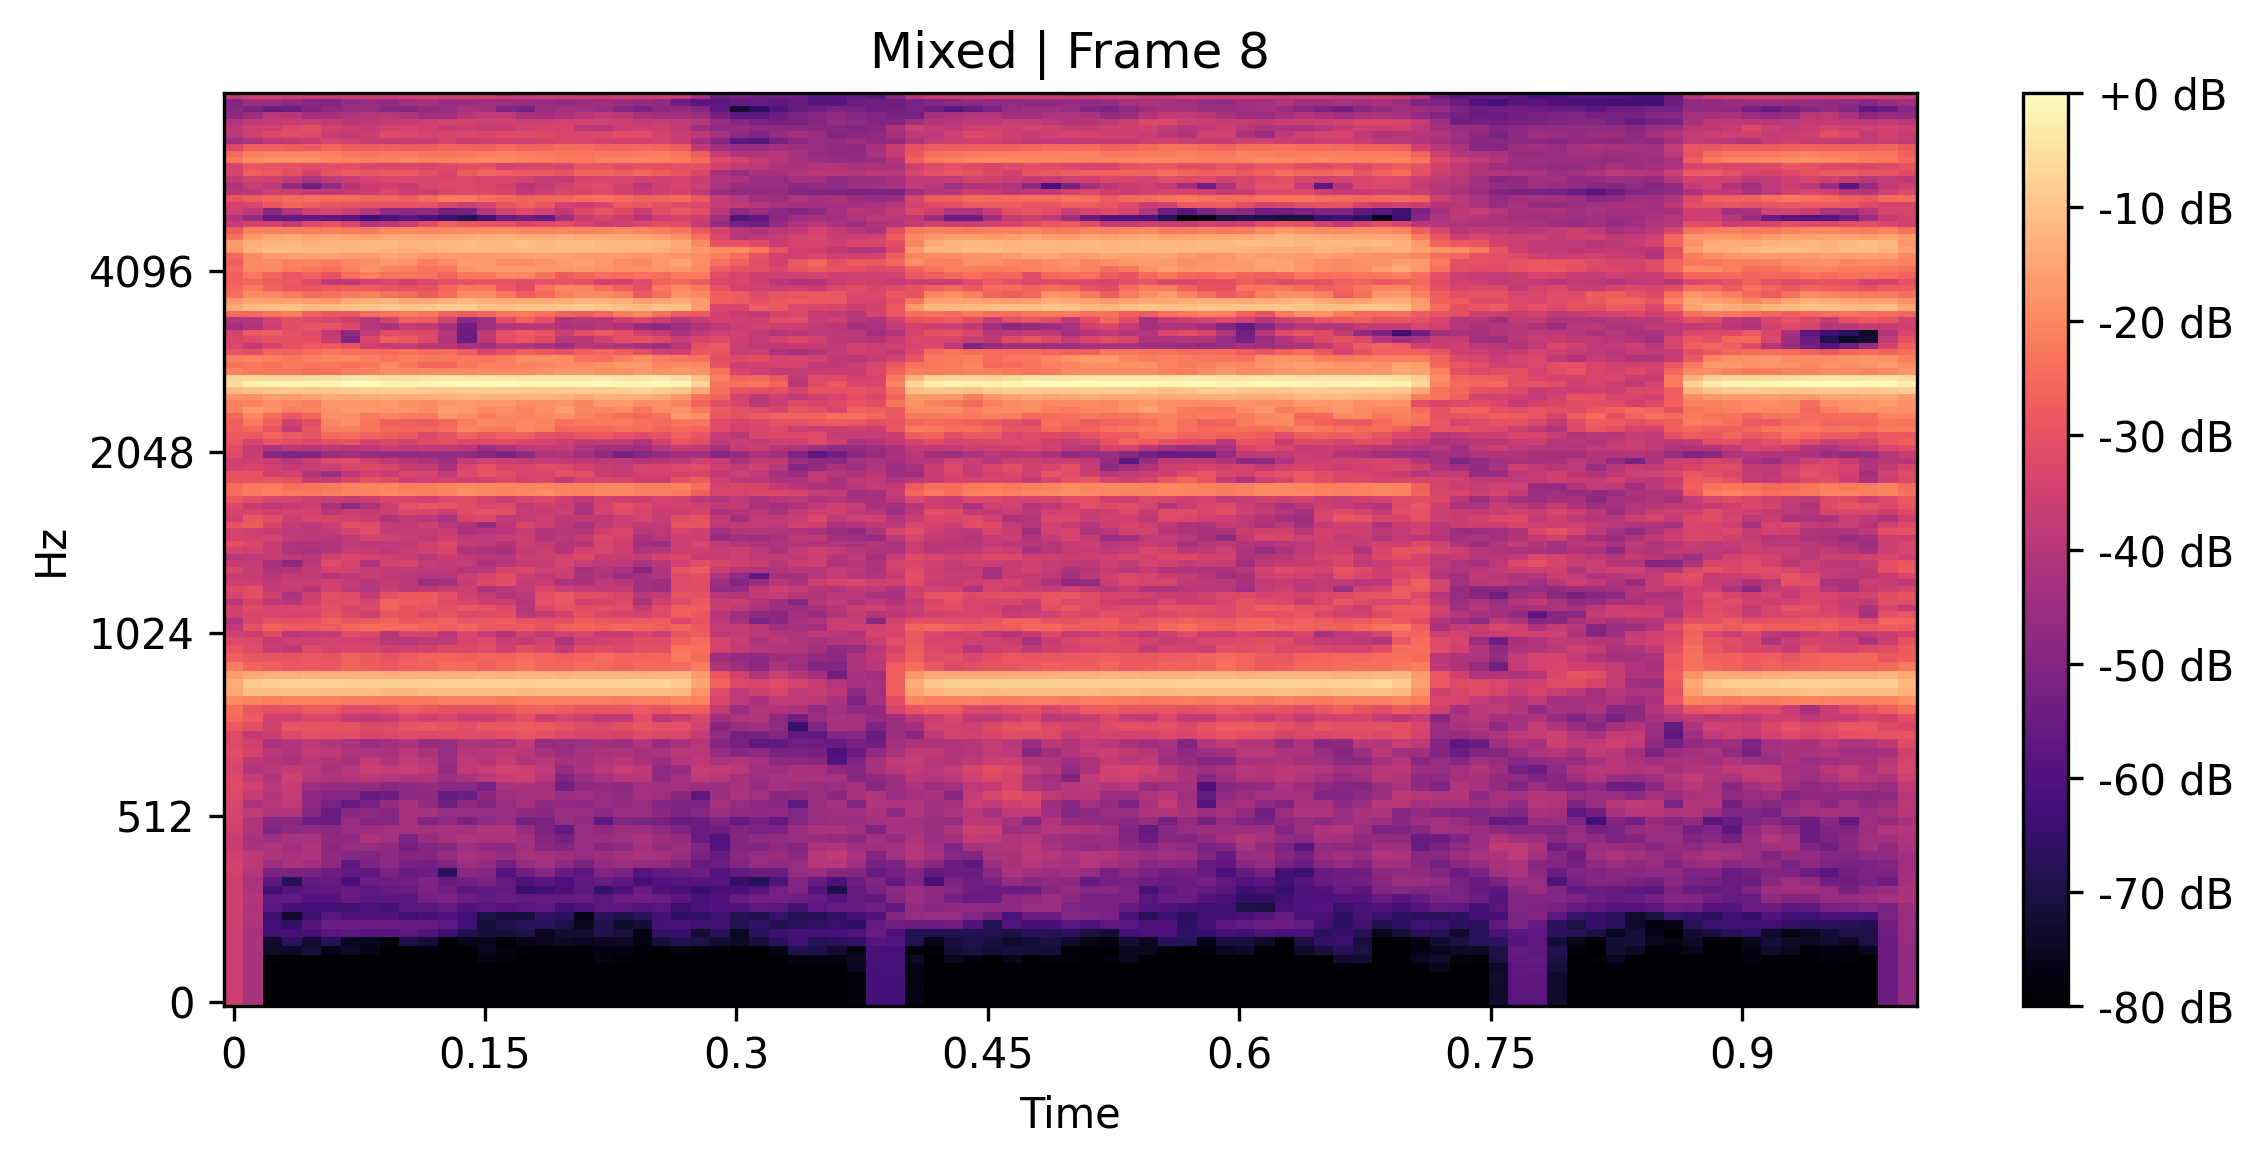 Mixed | Frame 8
+0 dB
-10 dB
-20 dB
-30 dB
-40 dB
-50 dB
-60 dB
-70 dB
-80 dB
Hz
4096
2048
1024
512
0
0 0.15 0.3 0.45 0.6 0.75 0.9
Time